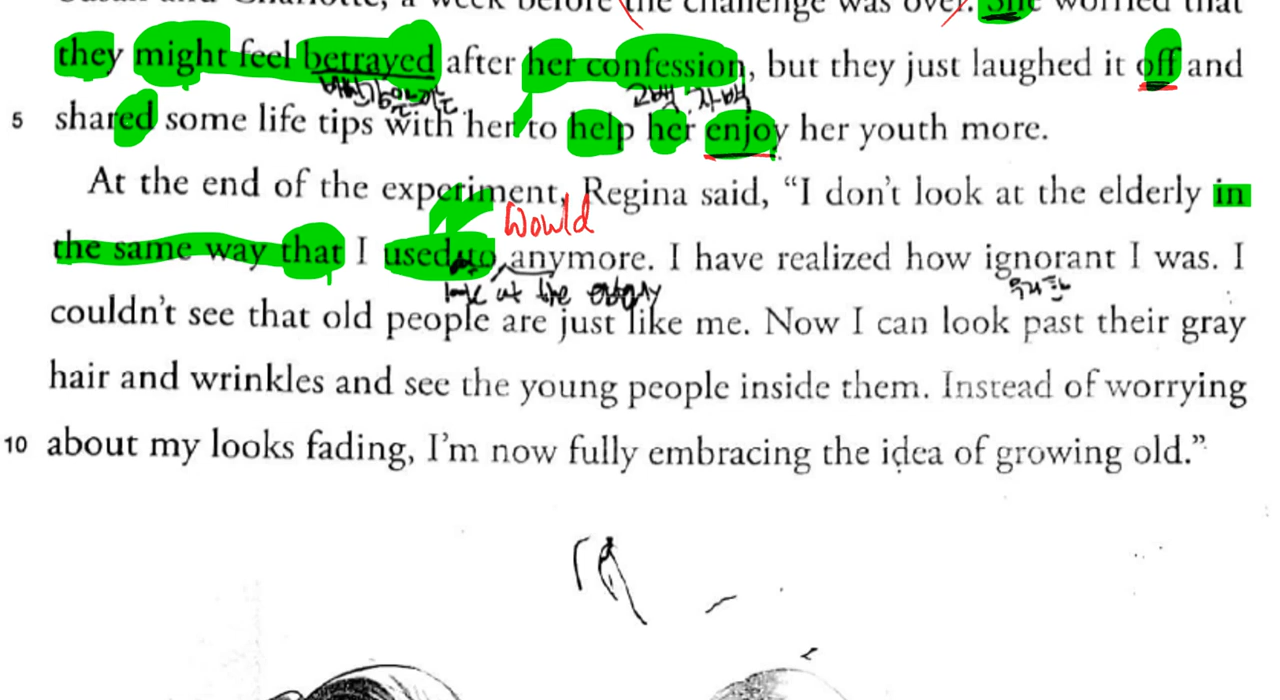 Susan and Charlotte, a week before the challenge was over. She worried that
they might feel betrayed after her confession, but they just laughed it off and
고백, 자백
5 shared some life tips with her to help her enjoy her youth more.
At the end of the experiment, Regina said, “I don’t look at the elderly in
Would
the same way that I used to anymore. I have realized how ignorant I was. I
look at the elderly
couldn’t see that old people are just like me. Now I can look past their gray
hair and wrinkles and see the young people inside them. Instead of worrying
10 about my looks fading, I’m now fully embracing the idea of growing old.”